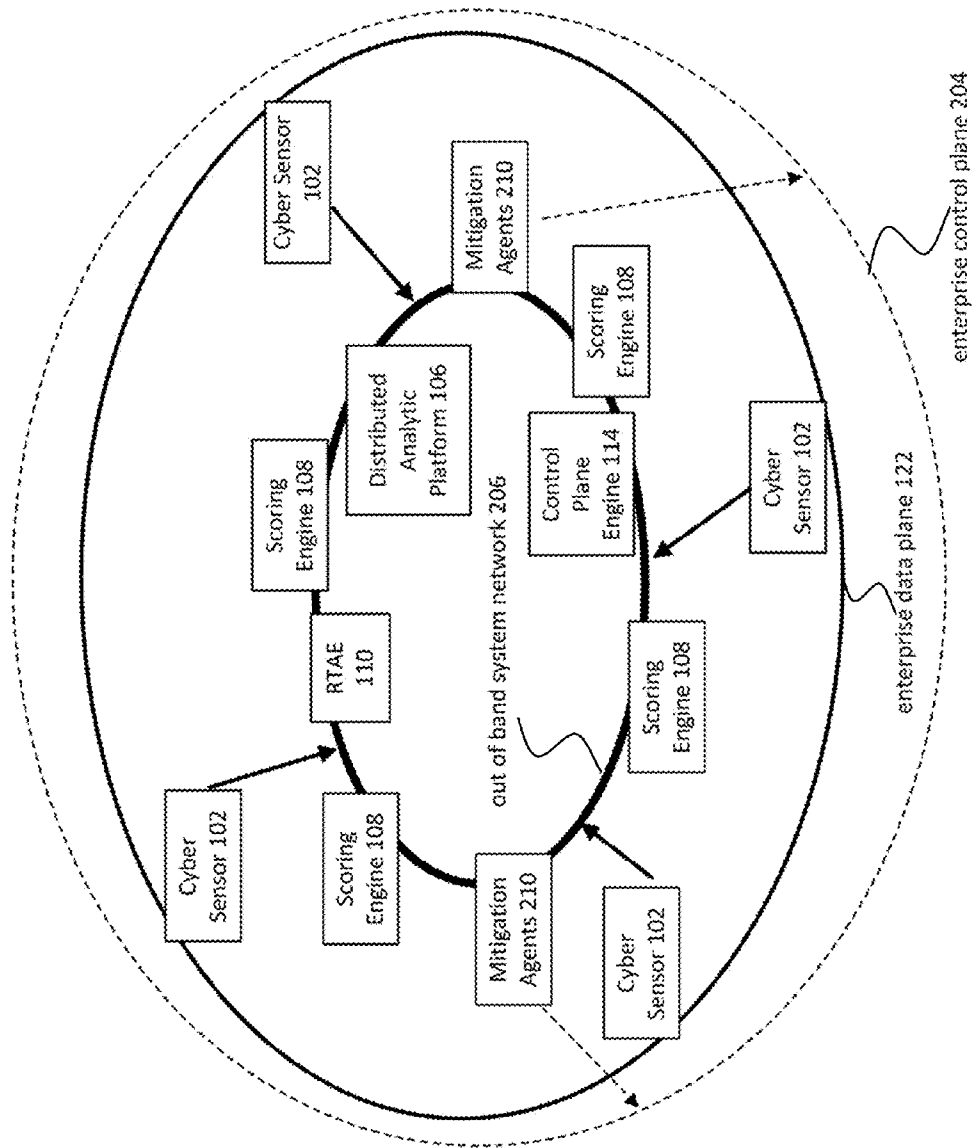 Cyber
Sensor 102
Cyber Sensor
102
Scoring
Engine 108
RTAE
110
Scoring
Engine 108
Distributed
Analytic
Platform 106
Mitigation
Agents 210
out of band system network 206
Mitigation
Agents 210
Control
Plane
Engine 114
Scoring
Engine 108
Cyber
Sensor 102
Scoring
Engine 108
Cyber
Sensor 102
enterprise data plane 122
enterprise control plane 204